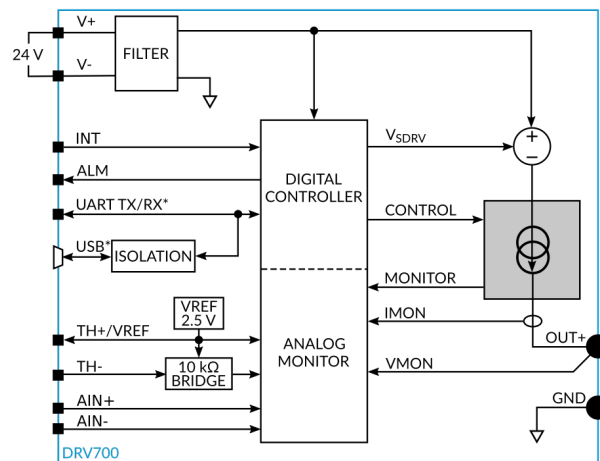 V+
24 V
V-
FILTER
INT
ALM
UART TX/RX*
USB*
ISOLATION
DIGITAL
CONTROLLER
VSDRV
+
−
CONTROL
MONITOR
IMON
OUT+
VMON
GND
VREF
2.5 V
TH+/VREF
TH-
10 kΩ
BRIDGE
ANALOG
MONITOR
AIN+
AIN-
DRV700